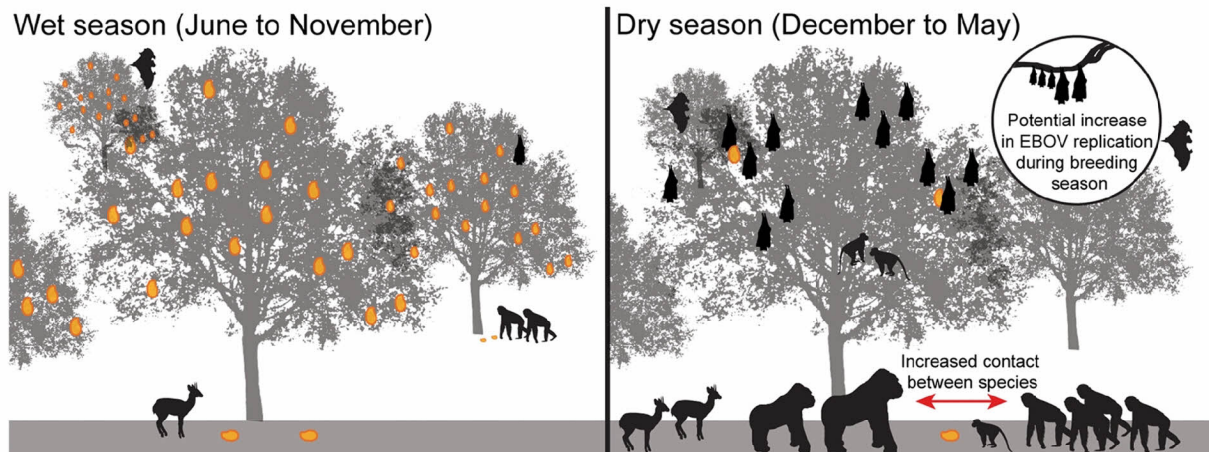 Wet season (June to November)
Dry season (December to May)
Potential increase
in EBOV replication
during breeding
season
Increased contact
between species